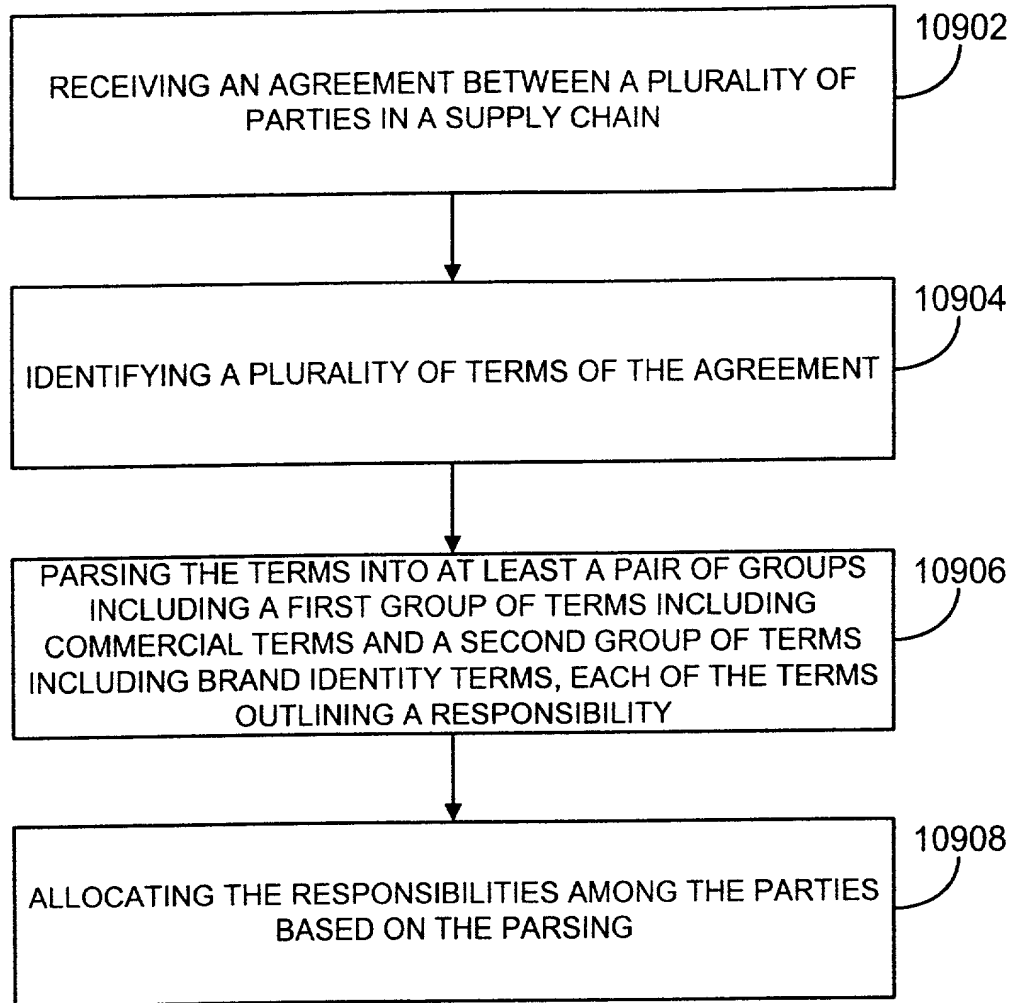 10902
RECEIVING AN AGREEMENT BETWEEN A PLURALITY OF
PARTIES IN A SUPPLY CHAIN
10904
IDENTIFYING A PLURALITY OF TERMS OF THE AGREEMENT
10906
PARSING THE TERMS INTO AT LEAST A PAIR OF GROUPS
INCLUDING A FIRST GROUP OF TERMS INCLUDING
COMMERCIAL TERMS AND A SECOND GROUP OF TERMS
INCLUDING BRAND IDENTITY TERMS, EACH OF THE TERMS
OUTLINING A RESPONSIBILITY
10908
ALLOCATING THE RESPONSIBILITIES AMONG THE PARTIES
BASED ON THE PARSING